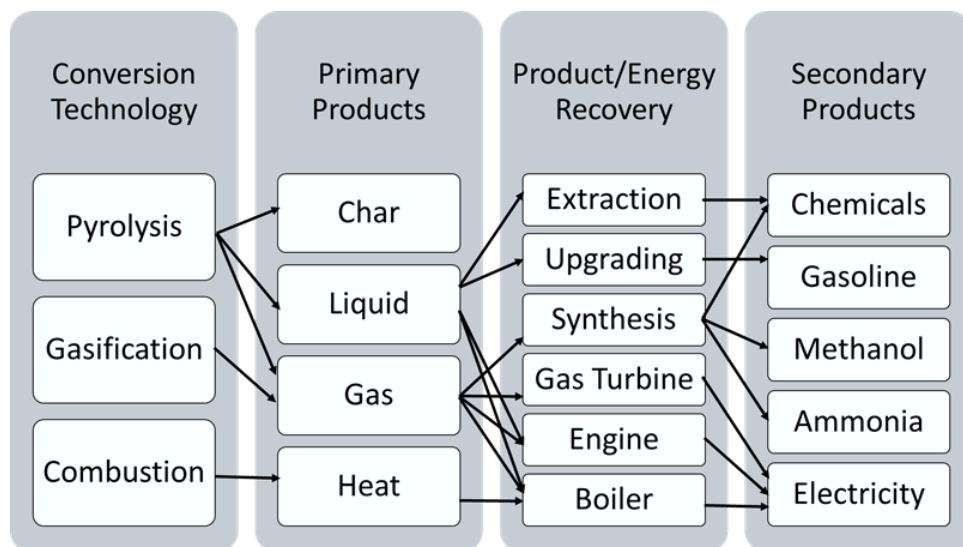 Conversion
Technology
Pyrolysis
Gasification
Combustion
Primary
Products
Char
Liquid
Gas
Heat
Product/Energy
Recovery
Extraction
Upgrading
Synthesis
Gas Turbine
Engine
Boiler
Secondary
Products
Chemicals
Gasoline
Methanol
Ammonia
Electricity